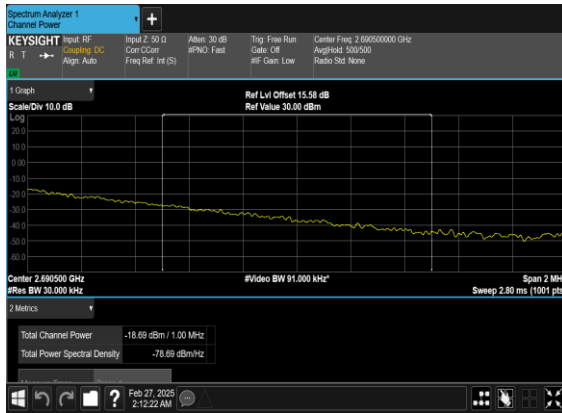 Spectrum Analyzer 1
Channel Power
+
KEYSIGHT
R T
Input: RF
Coupling: DC
Align: Auto
Input Z: 50 Ω
Corr CCorr
Freq Ref: Int (S)
Atten: 30 dB
#PNO: Fast
Trig: Free Run
Gate: Off
#IF Gain: Low
Center Freq: 2.690500000 GHz
Avg|Hold: 500/500
Radio Std: None
1 Graph
Scale/Div 10.0 dB
Ref Lvl Offset 15.58 dB
Ref Value 30.00 dBm
Log
20.0
10.0
0.00
-10.0
-20.0
-30.0
-40.0
-50.0
-60.0
Center 2.690500 GHz
#Res BW 30.000 kHz
#Video BW 91.000 kHz*
Span 2 MH
Sweep 2.80 ms (1001 pts
2 Metrics
Total Channel Power -18.69 dBm / 1.00 MHz
Total Power Spectral Density -78.69 dBm/Hz
?
Feb 27, 2025
2:12:22 AM